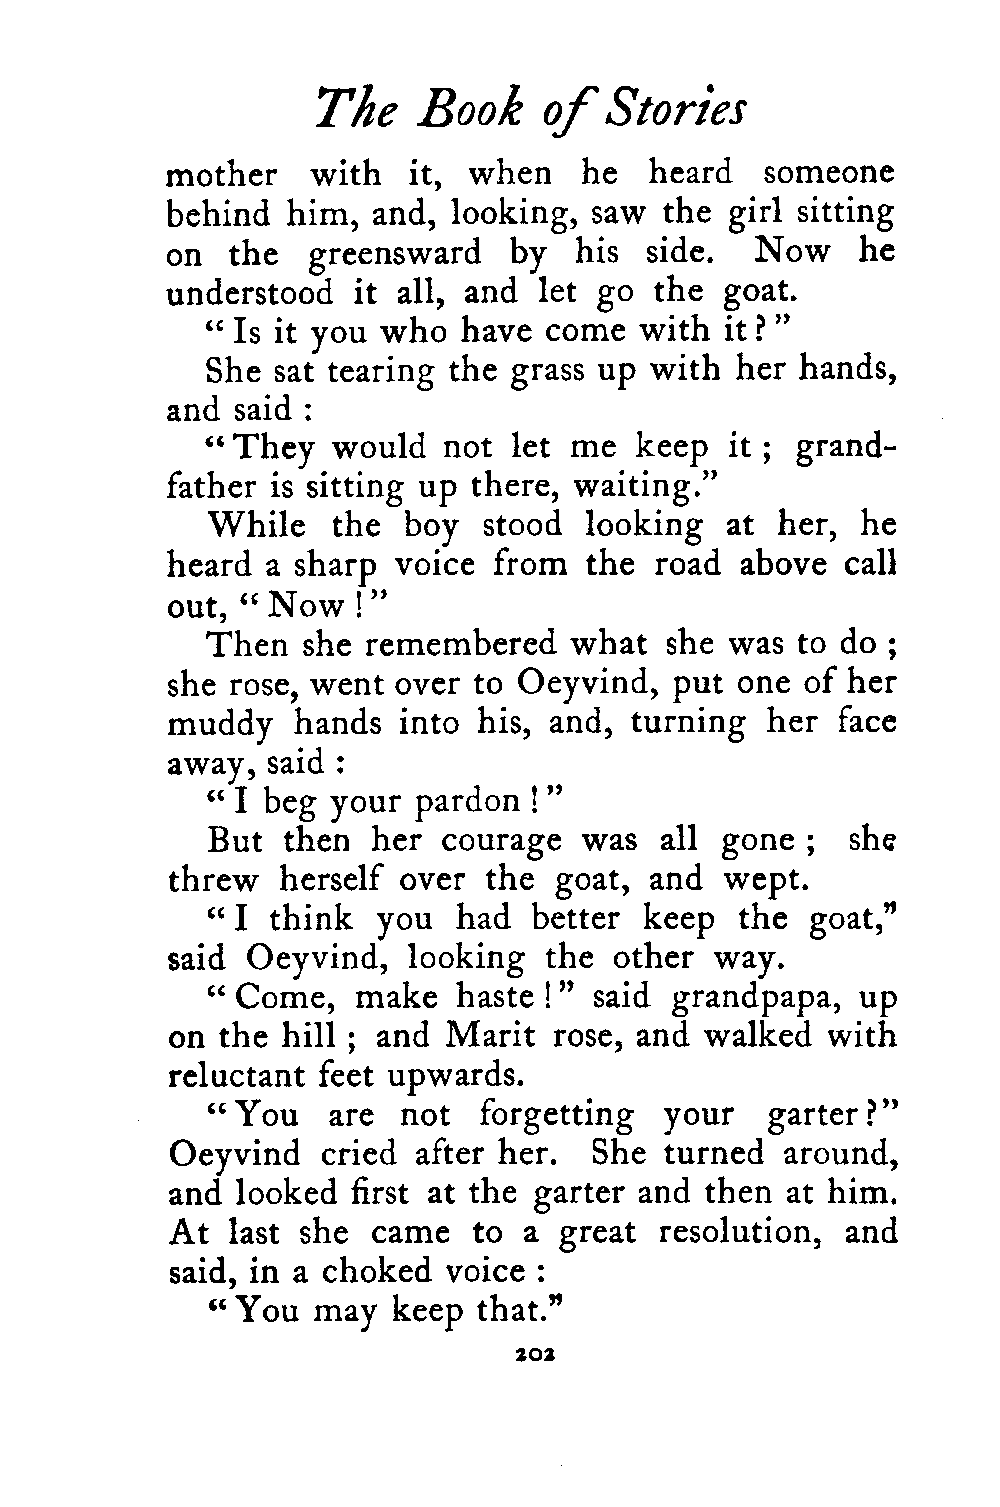 The Book of Stories
mother with it, when he heard someone
behind him, and, looking, saw the girl sitting
on the greensward by his side. Now he
understood it all, and let go the goat.
“ Is it you who have come with it ? ”
She sat tearing the grass up with her hands,
and said :
“ They would not let me keep it ; grand-
father is sitting up there, waiting.”
While the boy stood looking at her, he
heard a sharp voice from the road above call
out, “ Now ! ”
Then she remembered what she was to do ;
she rose, went over to Oeyvind, put one of her
muddy hands into his, and, turning her face
away, said :
“ I beg your pardon ! ”
But then her courage was all gone ; she
threw herself over the goat, and wept.
“ I think you had better keep the goat,”
said Oeyvind, looking the other way.
“ Come, make haste ! ” said grandpapa, up
on the hill ; and Marit rose, and walked with
reluctant feet upwards.
“ You are not forgetting your garter ? ”
Oeyvind cried after her. She turned around,
and looked first at the garter and then at him.
At last she came to a great resolution, and
said, in a choked voice :
“ You may keep that.”
202